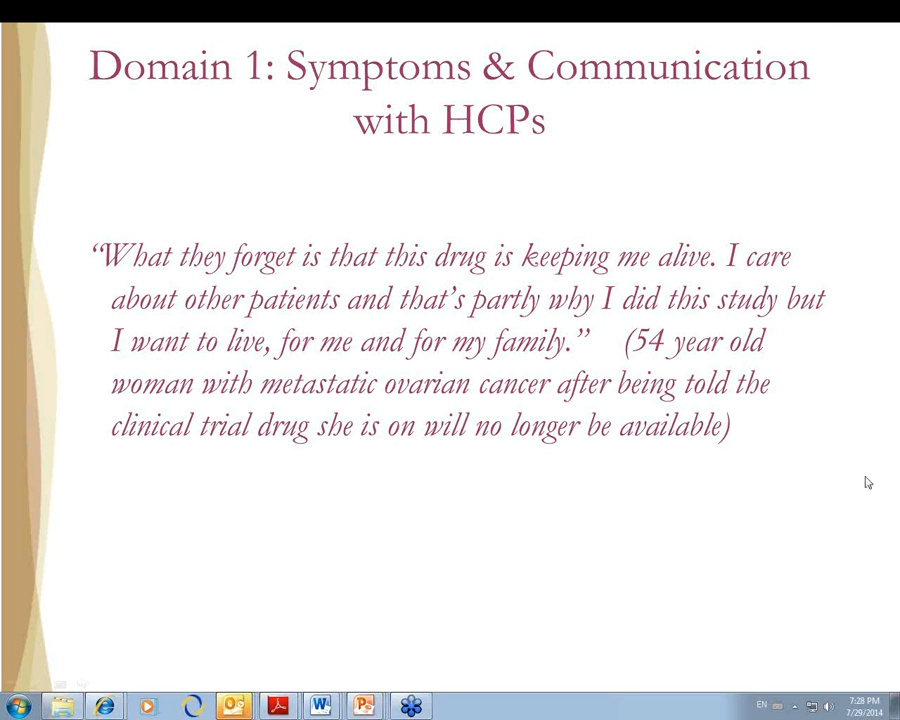 Domain 1: Symptoms & Communication
with HCPs
“What they forget is that this drug is keeping me alive. I care
about other patients and that’s partly why I did this study but
I want to live, for me and for my family.” (54 year old
woman with metastatic ovarian cancer after being told the
clinical trial drug she is on will no longer be available)
EN
7:28 PM
7/29/2014